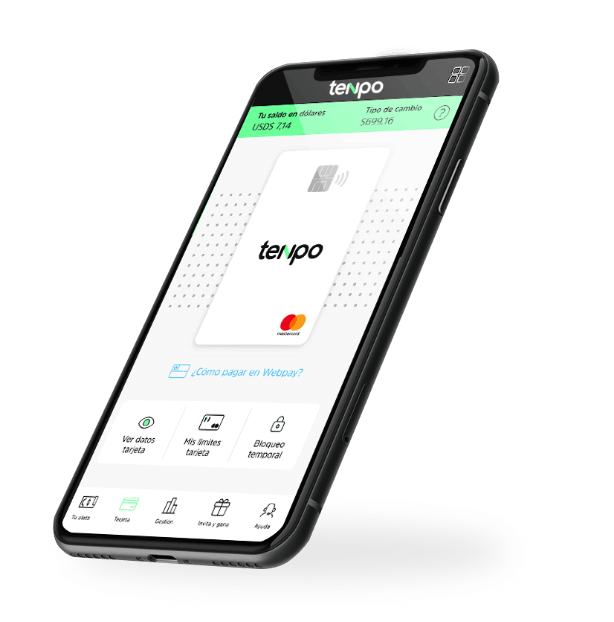 tenpo
Tu saldo en dólares
USD$ 7,14
Tipo de cambio
$699,16
?
tenpo
mastercard
¿Cómo pagar en Webpay?
Ver datos
tarjeta
Mis límites
tarjeta
Bloqueo
temporal
Tu plata
Tarjeta
Gestión
Invita y gana
Ayuda